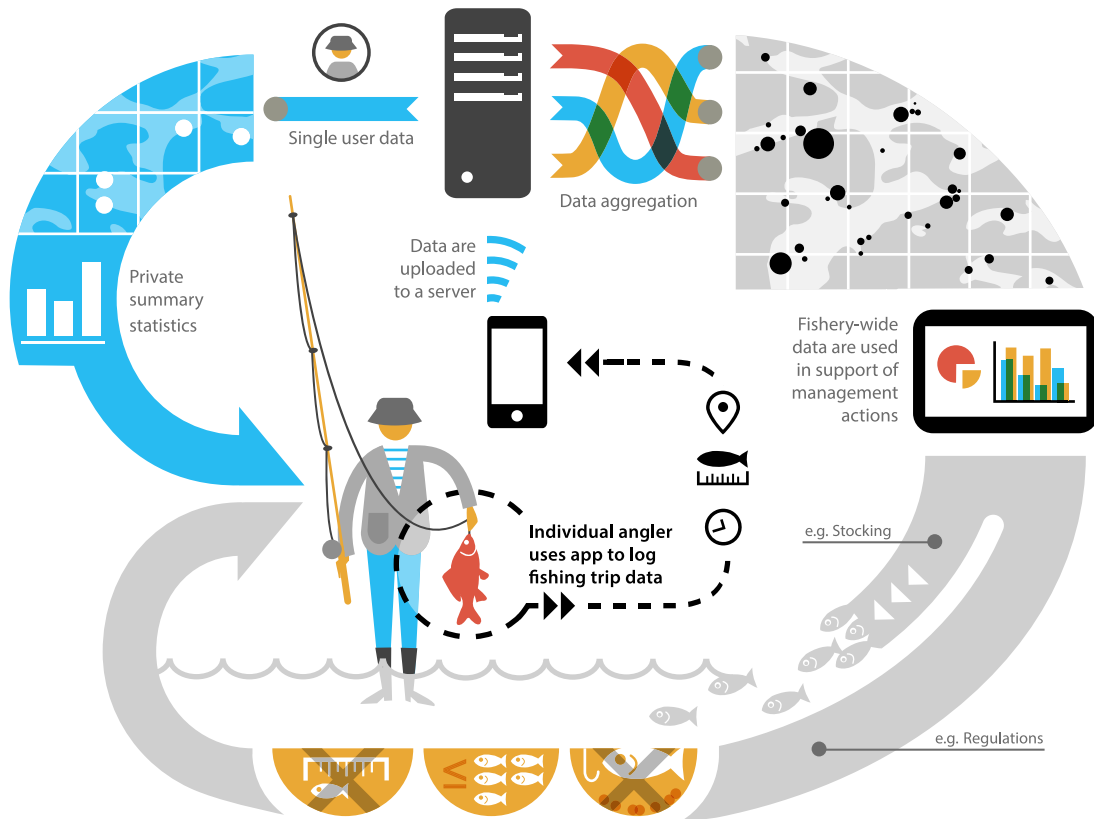 Single user data
Data aggregation
Data are
uploaded
to a server
Private
summary
statistics
Fishery-wide
data are used
in support of
management
actions
Individual angler
uses app to log
fishing trip data
e.g. Stocking
e.g. Regulations
≤